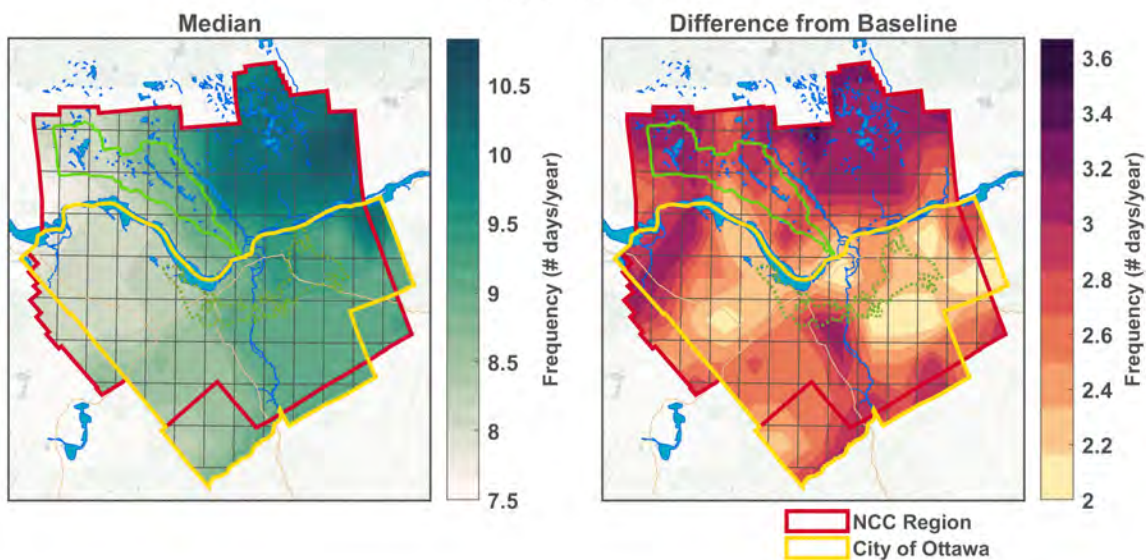 Median
Difference from Baseline
10.5
10
9.5
9
8.5
8
7.5
Frequency (# days/year)
3.6
3.4
3.2
3
2.8
2.6
2.4
2.2
2
Frequency (# days/year)
NCC Region
City of Ottawa